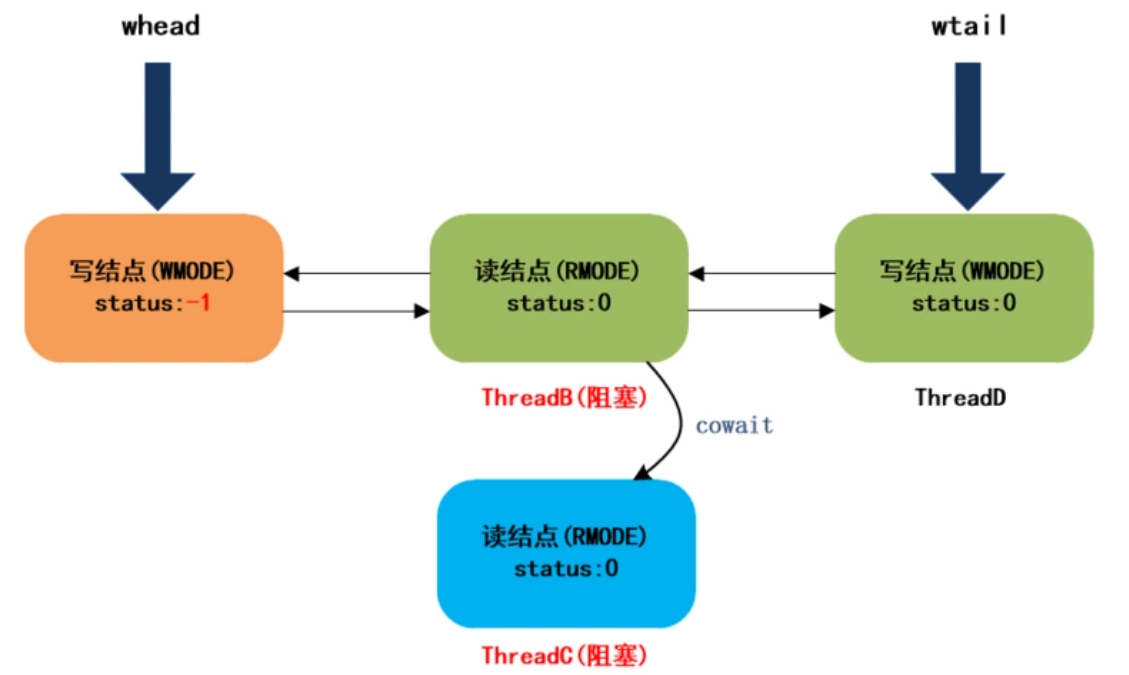 whead
wtail
写结点(WMODE)
status:-1
读结点(RMODE)
status:0
写结点(WMODE)
status:0
ThreadB(阻塞)
ThreadD
cowait
读结点(RMODE)
status:0
ThreadC(阻塞)